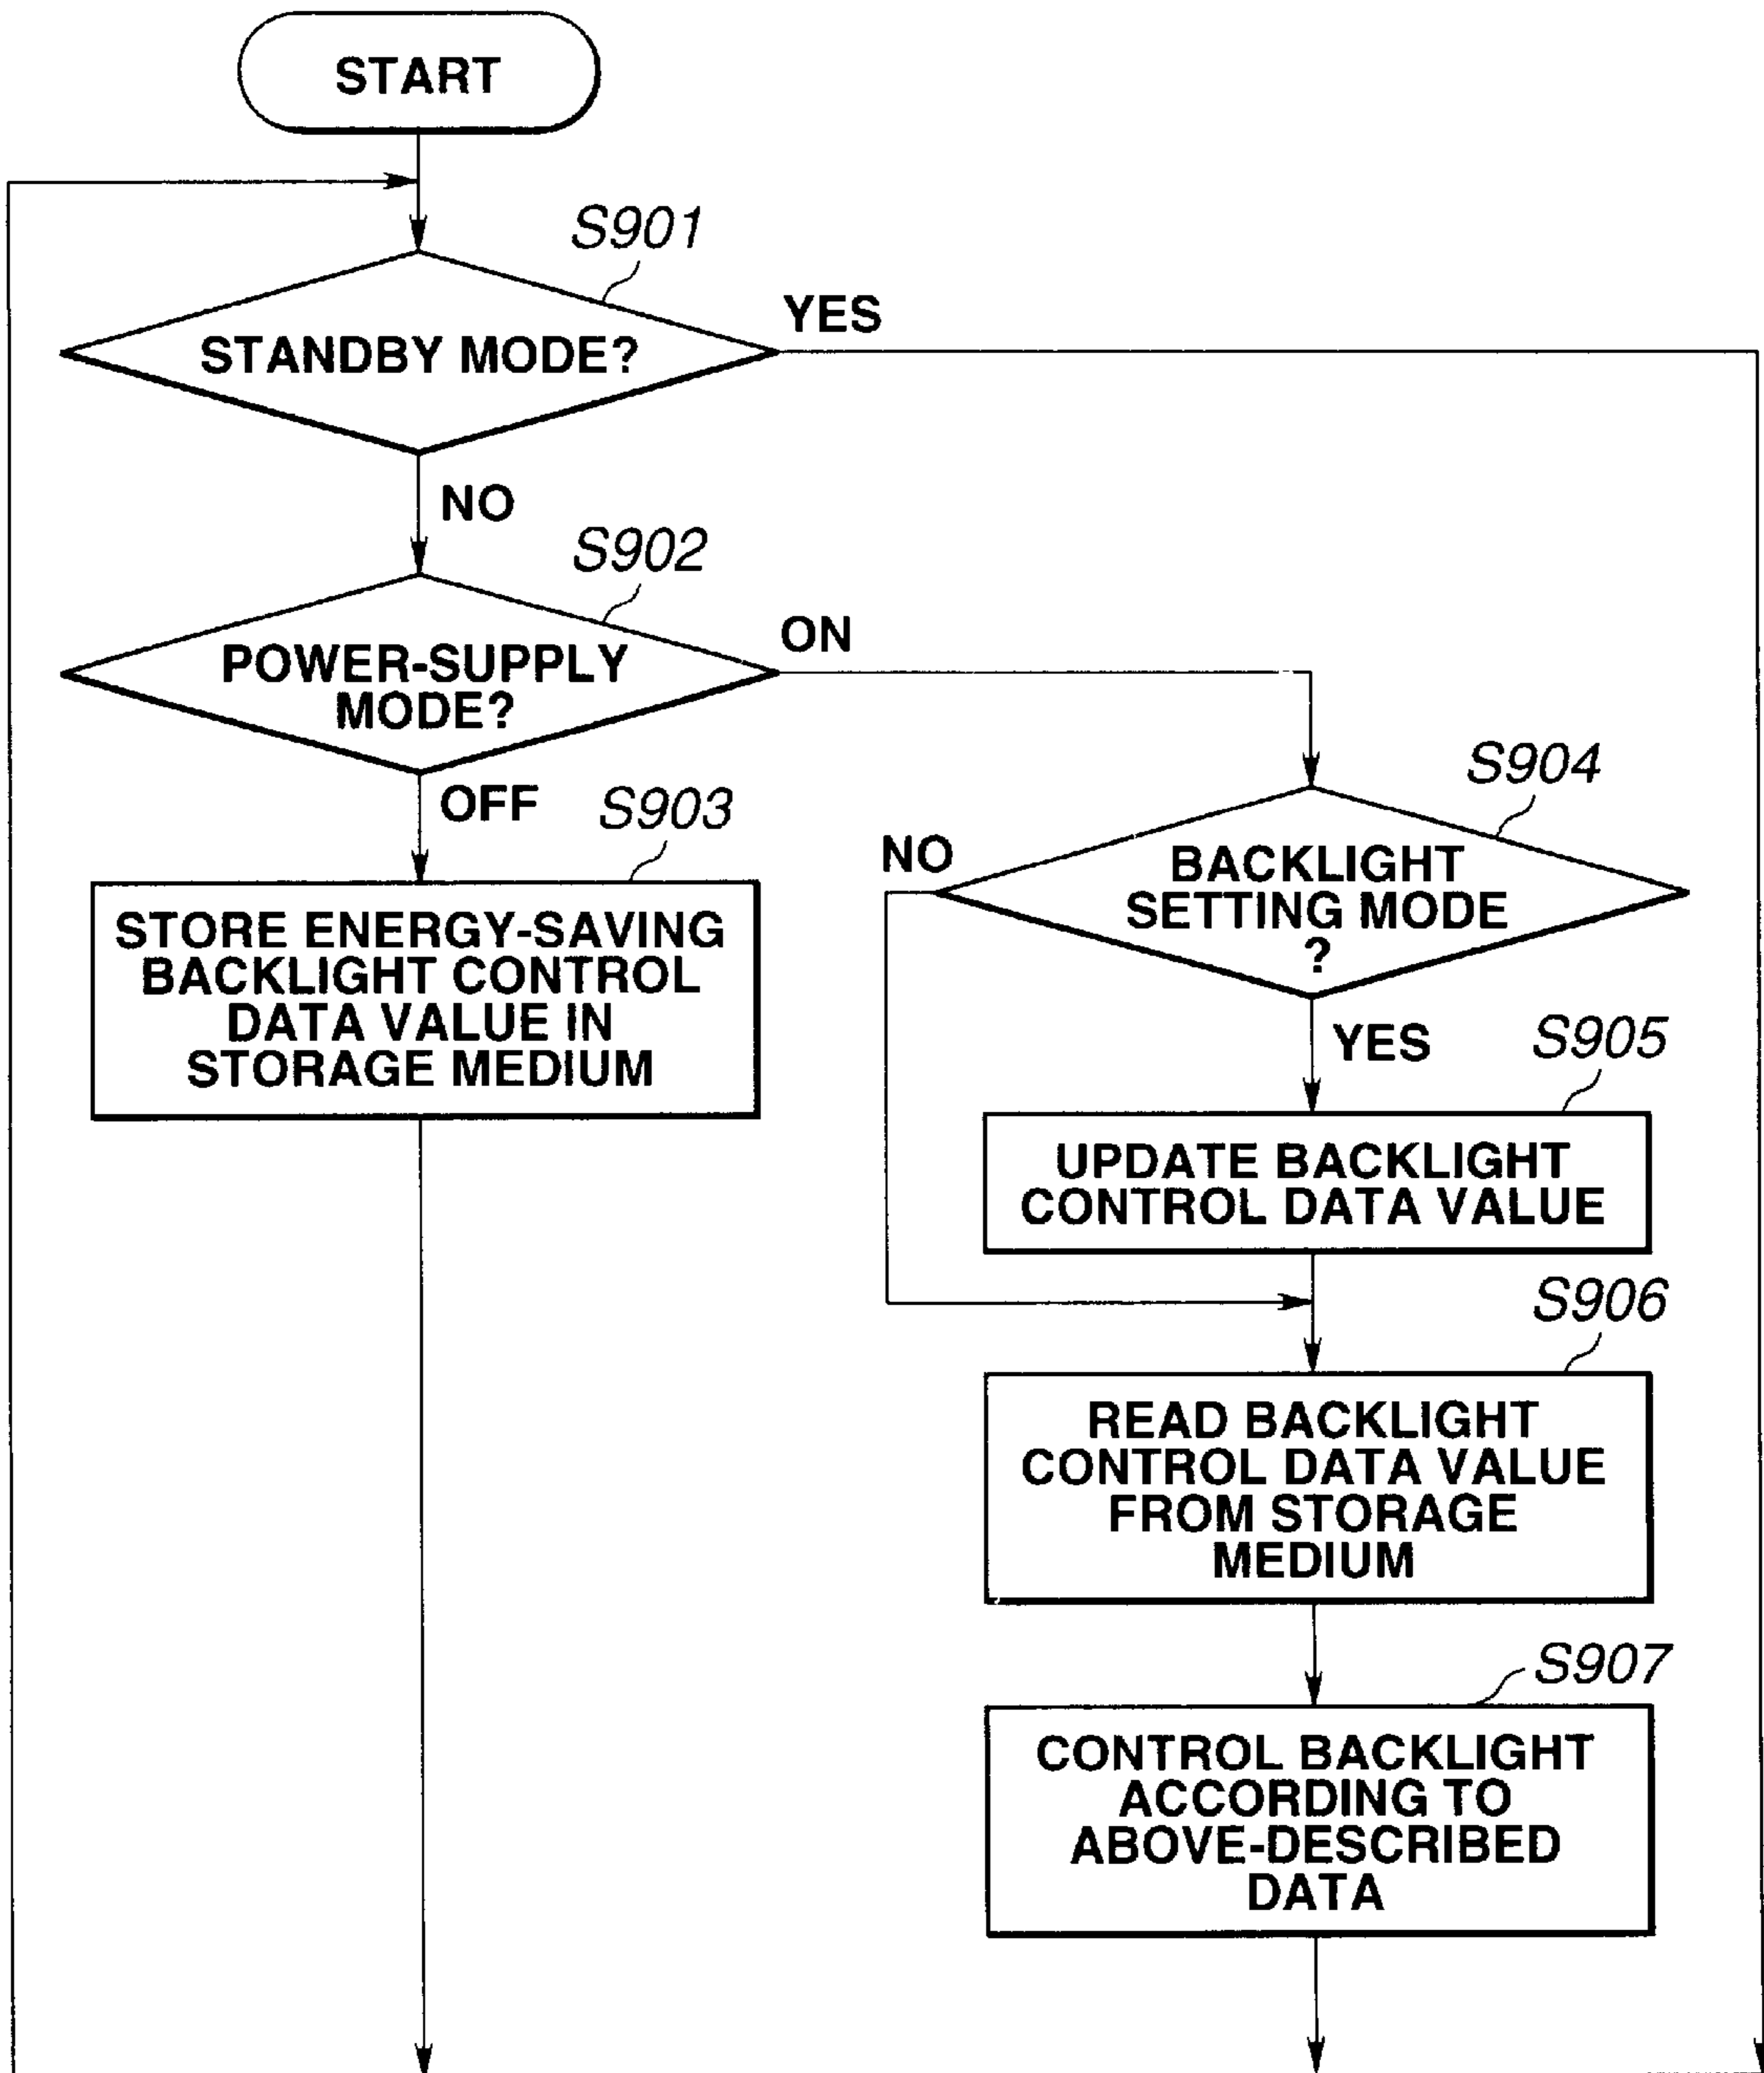 START
S901
YES
STANDBY MODE?
NO
S902
ON
POWER-SUPPLY
MODE?
OFF
S903
STORE ENERGY-SAVING
BACKLIGHT CONTROL
DATA VALUE IN
STORAGE MEDIUM
S904
NO
BACKLIGHT
SETTING MODE
?
YES
S905
UPDATE BACKLIGHT
CONTROL DATA VALUE
S906
READ BACKLIGHT
CONTROL DATA VALUE
FROM STORAGE
MEDIUM
S907
CONTROL BACKLIGHT
ACCORDING TO
ABOVE-DESCRIBED
DATA